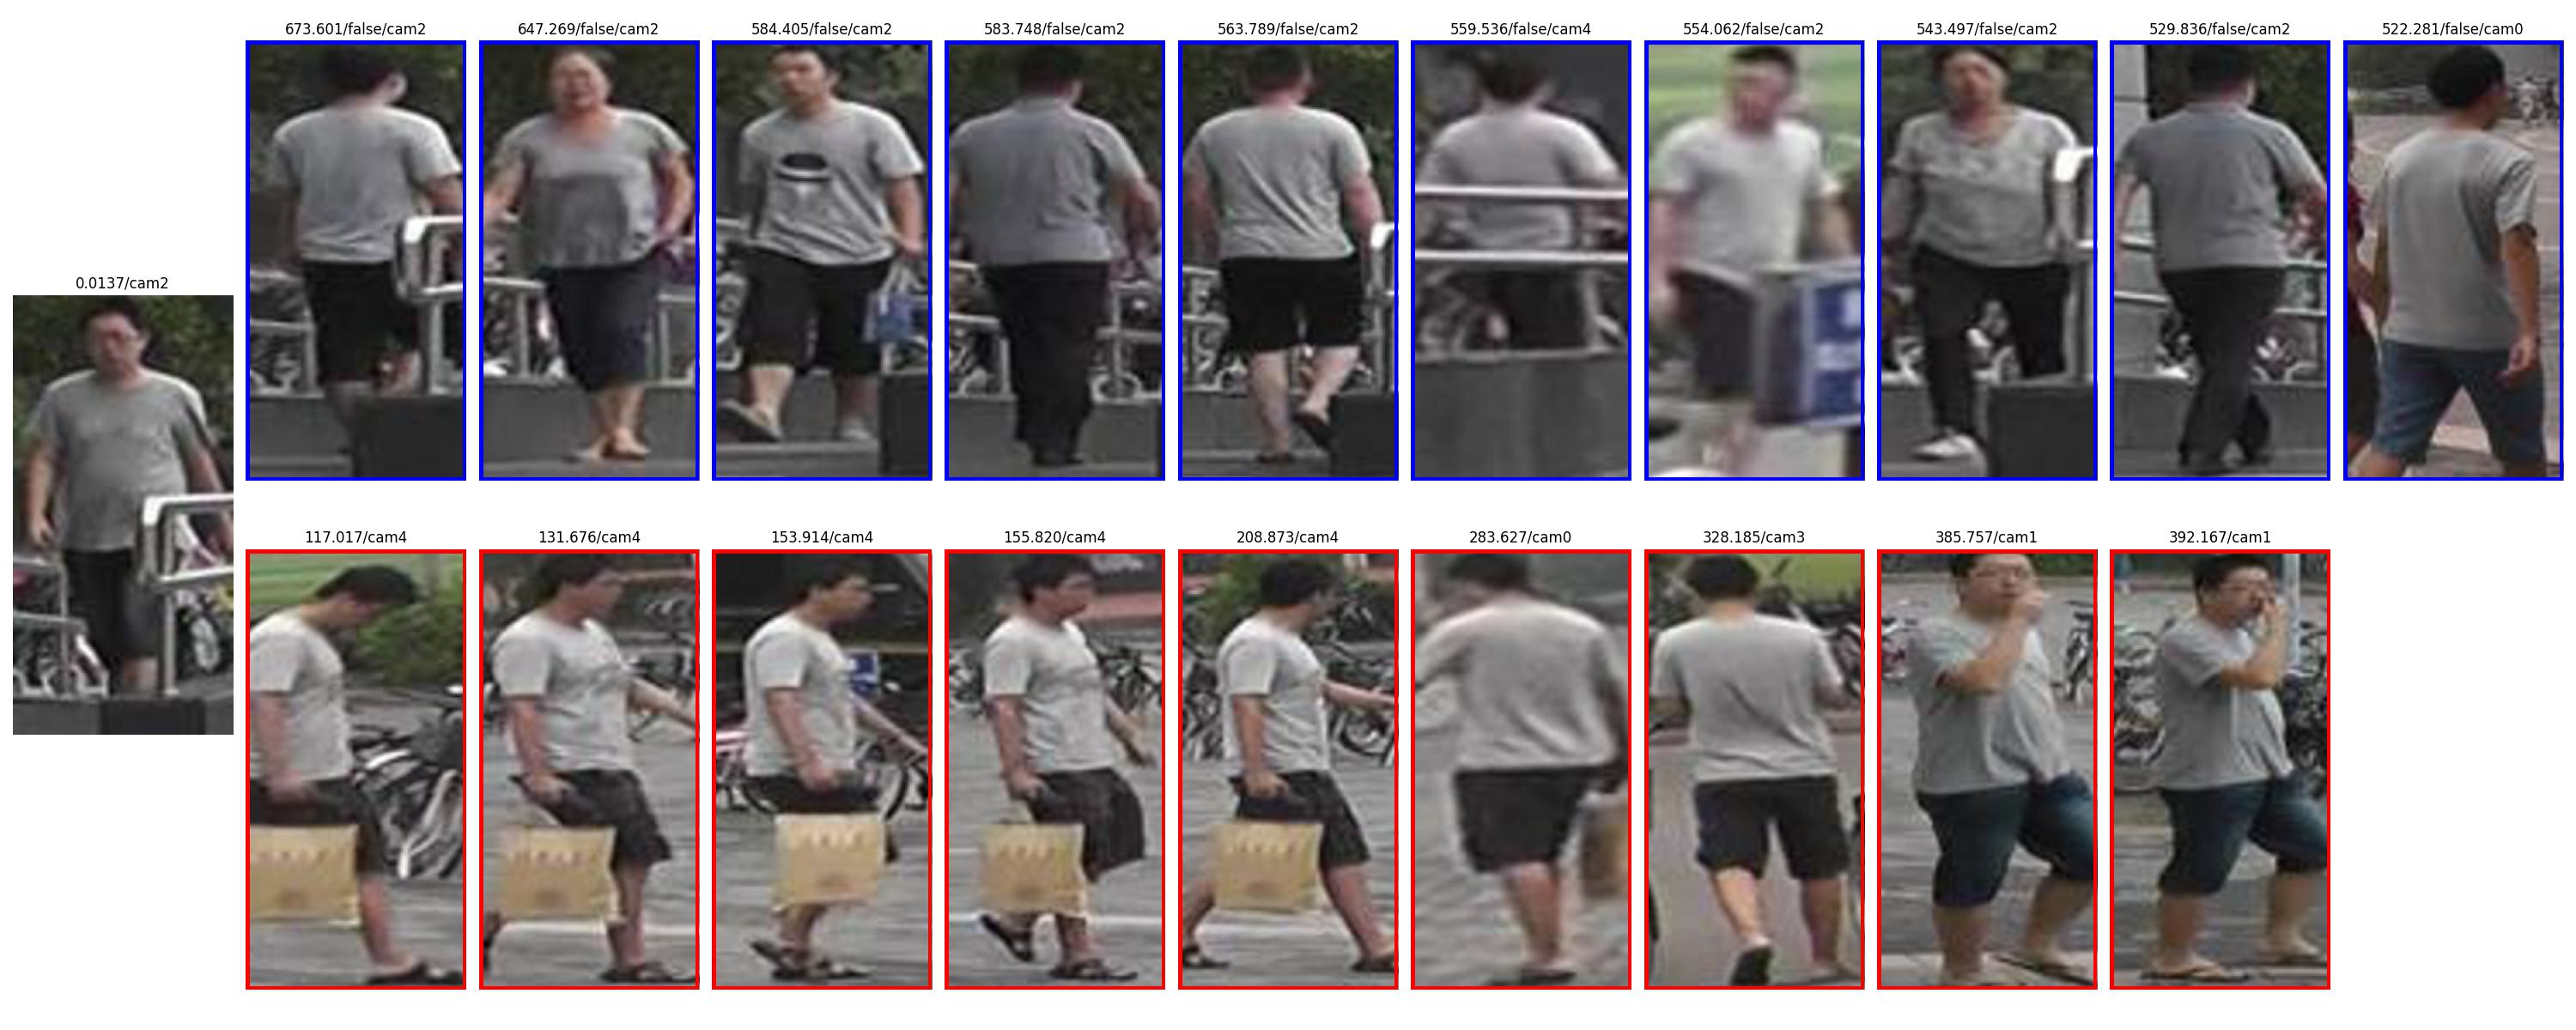 673.601/false/cam2
647.269/false/cam2
584.405/false/cam2
583.748/false/cam2
563.789/false/cam2
559.536/false/cam4
554.062/false/cam2
543.497/false/cam2
529.836/false/cam2
522.281/false/cam0
0.0137/cam2
117.017/cam4
131.676/cam4
153.914/cam4
155.820/cam4
208.873/cam4
283.627/cam0
328.185/cam3
385.757/cam1
392.167/cam1